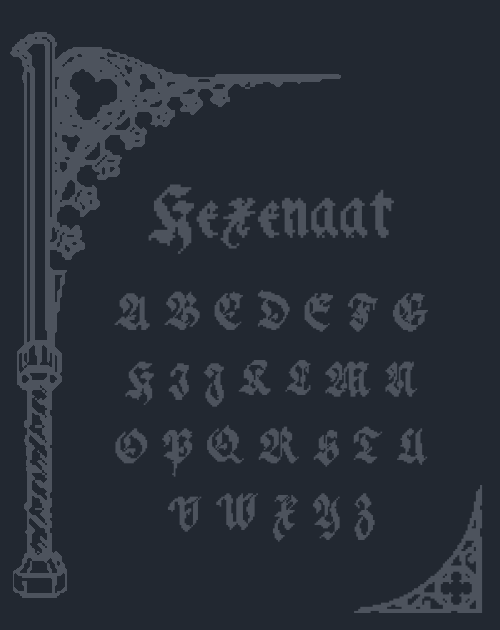 Hexenaat
A B C D E F G
H I J K L M N
O P Q R S T U
V W X Y Z